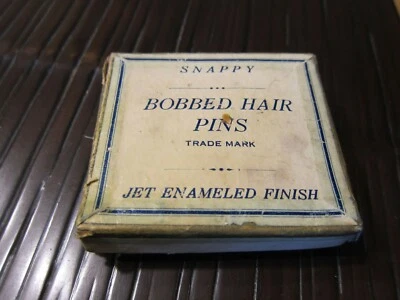 SNAPPY
BOBBED HAIR
PINS
TRADE MARK
JET ENAMELED FINISH